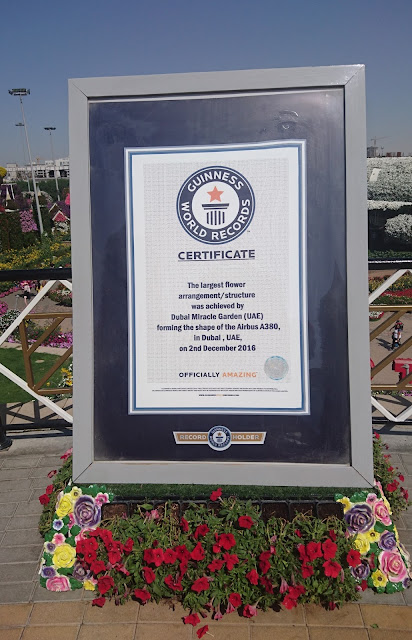 GUINNESS
WORLD RECORDS
CERTIFICATE
The largest flower
arrangement/structure
was achieved by
Dubai Miracle Garden (UAE)
forming the shape of the Airbus A380,
in Dubai , UAE,
on 2nd December 2016
OFFICIALLY AMAZING
RECORD HOLDER